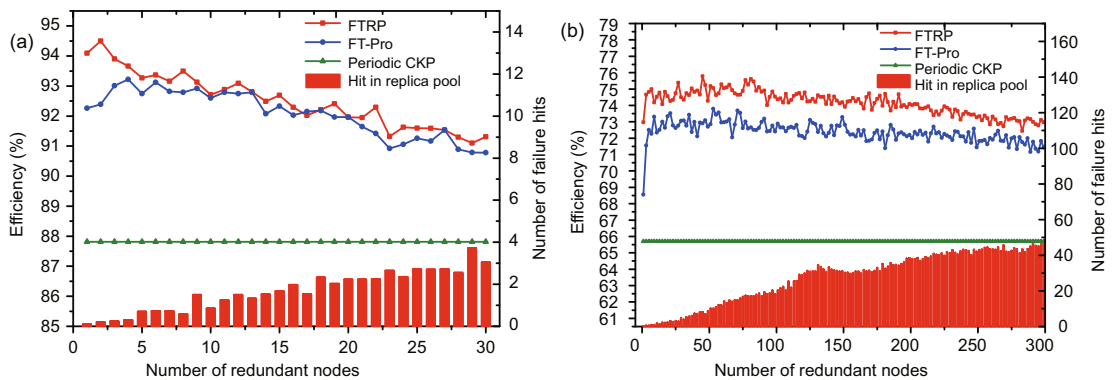 (a)
95
94
93
92
91
90
89
88
87
86
85
Efficiency (%)
FTRP
FT-Pro
Periodic CKP
Hit in replica pool
14
12
10
8
6
4
2
0
Number of failure hits
0 5 10 15 20 25 30
Number of redundant nodes
(b)
79
78
77
76
75
74
73
72
71
70
69
68
67
66
65
64
63
62
61
Efficiency (%)
FTRP
FT-Pro
Periodic CKP
Hit in replica pool
160
140
120
100
80
60
40
20
0
Number of failure hits
0 50 100 150 200 250 300
Number of redundant nodes